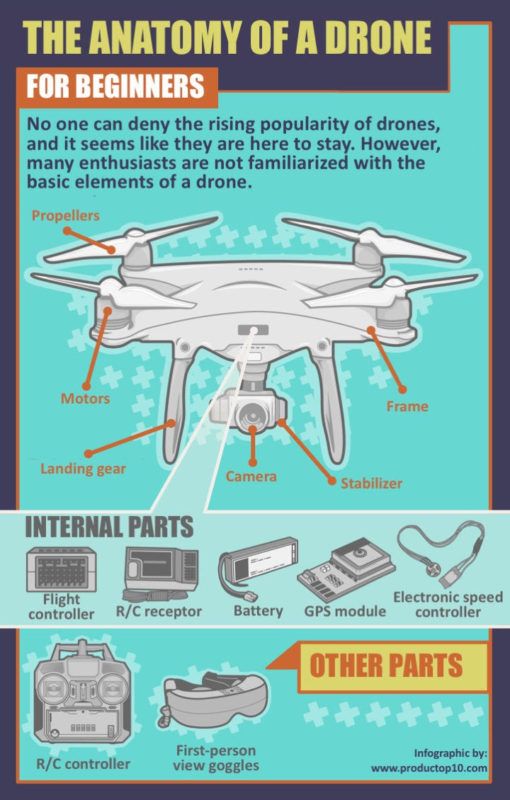 THE ANATOMY OF A DRONE
FOR BEGINNERS
No one can deny the rising popularity of drones,
and it seems like they are here to stay. However,
many enthusiasts are not familiarized with the
basic elements of a drone.
Propellers
Motors
Frame
Landing gear
Camera
Stabilizer
INTERNAL PARTS
Flight
controller
R/C receptor
Battery
GPS module
Electronic speed
controller
OTHER PARTS
R/C controller
First-person
view goggles
Infographic by:
www.productop10.com